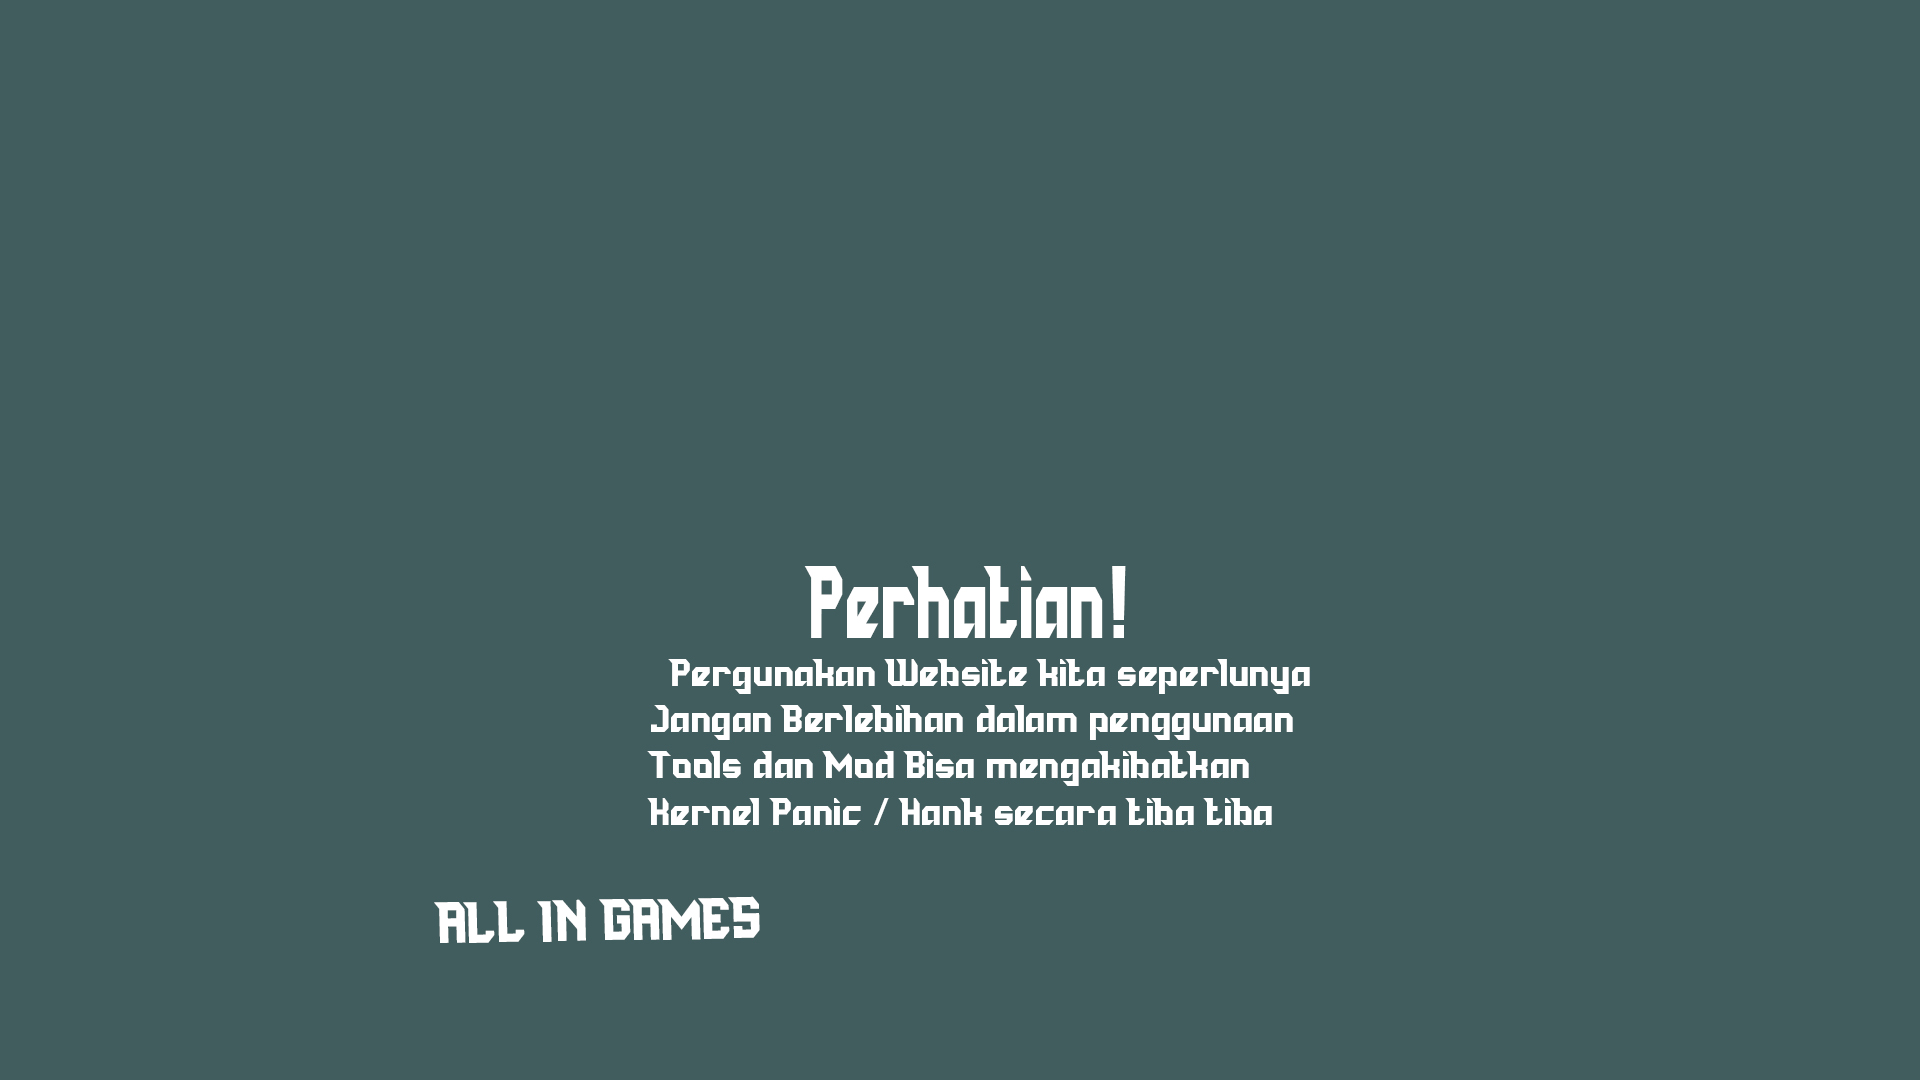 Perhatian!
Pergunakan Website kita seperlunya
Jangan Berlebihan dalam penggunaan
Tools dan Mod Bisa mengakibatkan
Kernel Panic / Hank secara tiba tiba
ALL IN GAMES